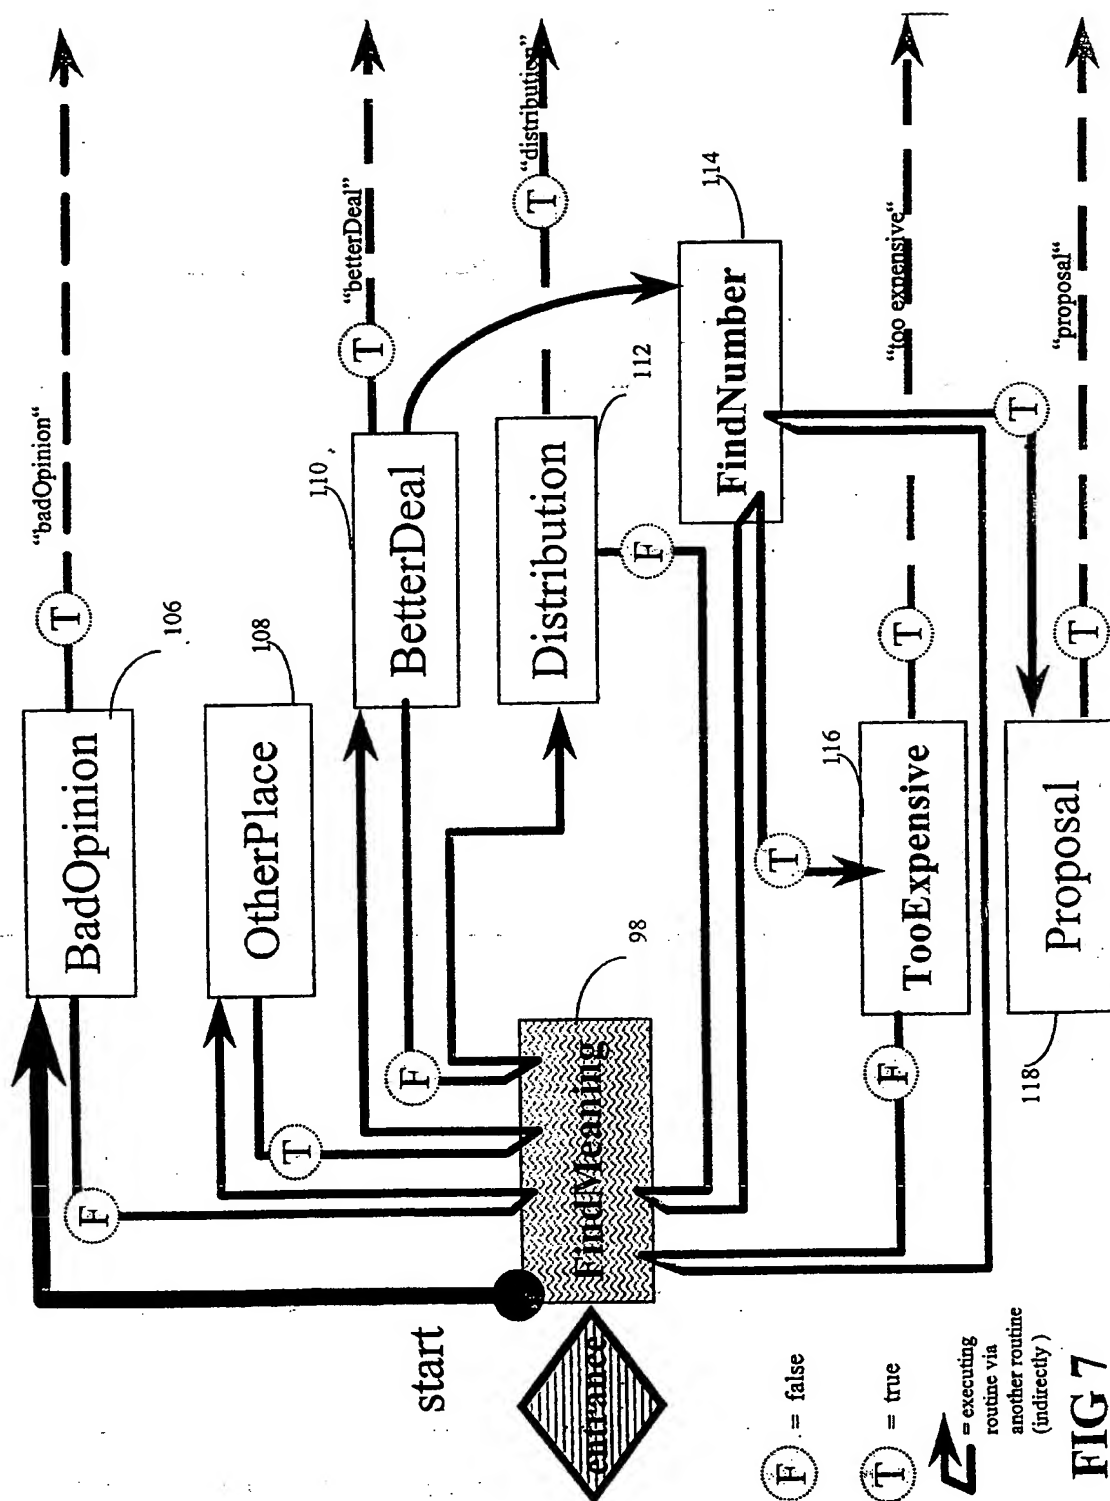 "badOpinion"
T
BadOpinion
106
F
OtherPlace
108
T
"betterDeal"
T
BetterDeal
110
F
"distribution"
T
Distribution
112
F
FindNumber
114
start
entrance
FindMeaning
98
"too expensive"
T
T
TooExpensive
116
F
"proposal"
T
T
Proposal
118
F = false
T = true
= executing
routine via
another routine
(indirectly)
FIG 7